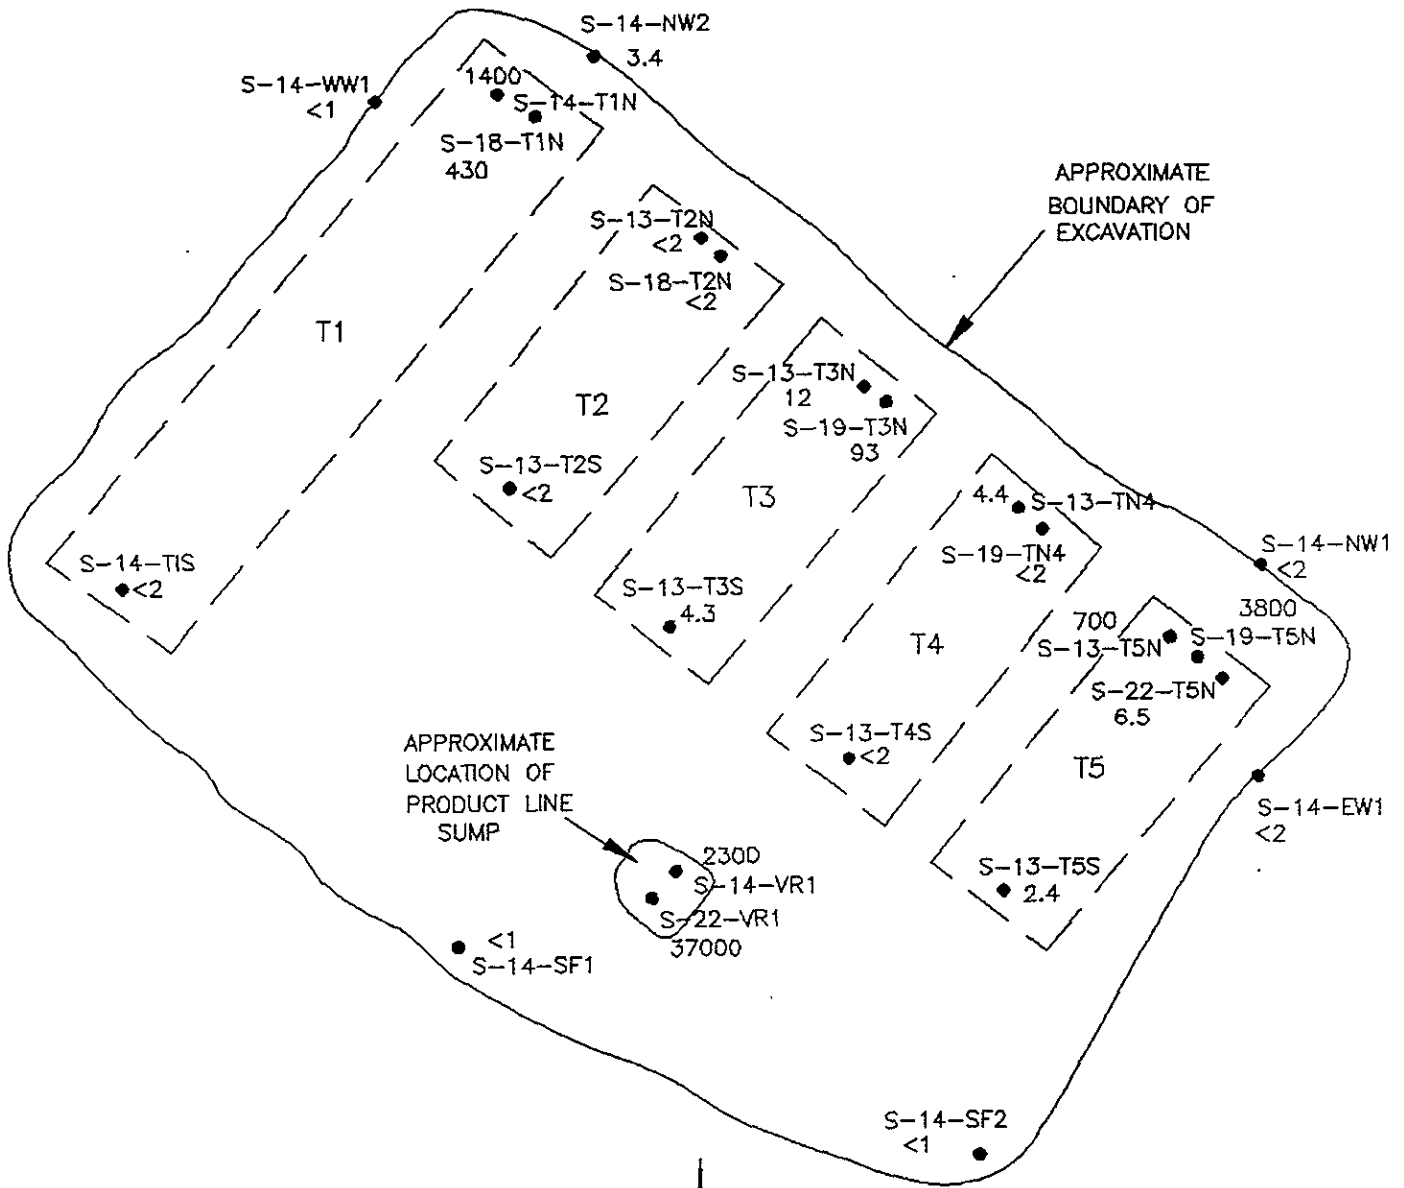 S-14-NW2
3.4
S-14-WW1
<1
1400
S-14-T1N
S-18-T1N
430
APPROXIMATE
BOUNDARY OF
EXCAVATION
S-13-T2N
<2
S-18-T2N
<2
T1
S-13-T3N
12
S-19-T3N
93
T2
S-13-T2S
<2
T3
4.4
S-13-TN4
S-19-TN4
<2
S-14-NW1
<2
S-14-TIS
<2
S-13-T3S
4.3
3800
700
S-19-T5N
S-13-T5N
S-22-T5N
6.5
T4
S-13-T4S
<2
T5
APPROXIMATE
LOCATION OF
PRODUCT LINE
SUMP
S-14-EW1
<2
2300
S-14-VR1
S-22-VR1
37000
S-13-T5S
2.4
<1
S-14-SF1
S-14-SF2
<1